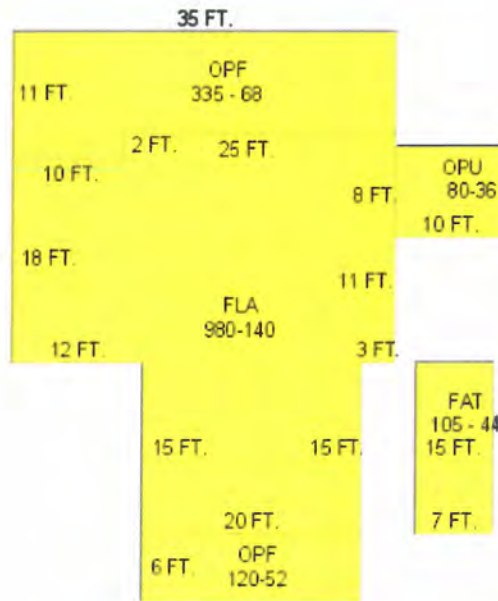 35 FT.
OPF
335 - 68
11 FT.
2 FT.
25 FT.
10 FT.
OPU
80-36
8 FT.
10 FT.
18 FT.
11 FT.
FLA
980-140
12 FT.
3 FT.
FAT
105 - 44
15 FT.
15 FT.
15 FT.
20 FT.
7 FT.
OPF
120-52
6 FT.